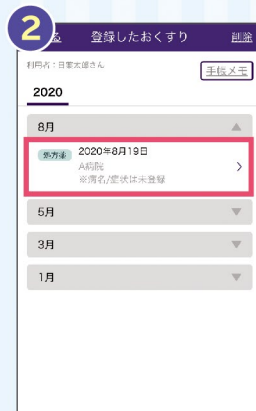 2
名 登録したおくすり 削除
利用者：日薬太郎さん
手帳メモ
2020
8月
処方薬 2020年8月19日
A病院
※病名/症状は未登録
5月
3月
1月